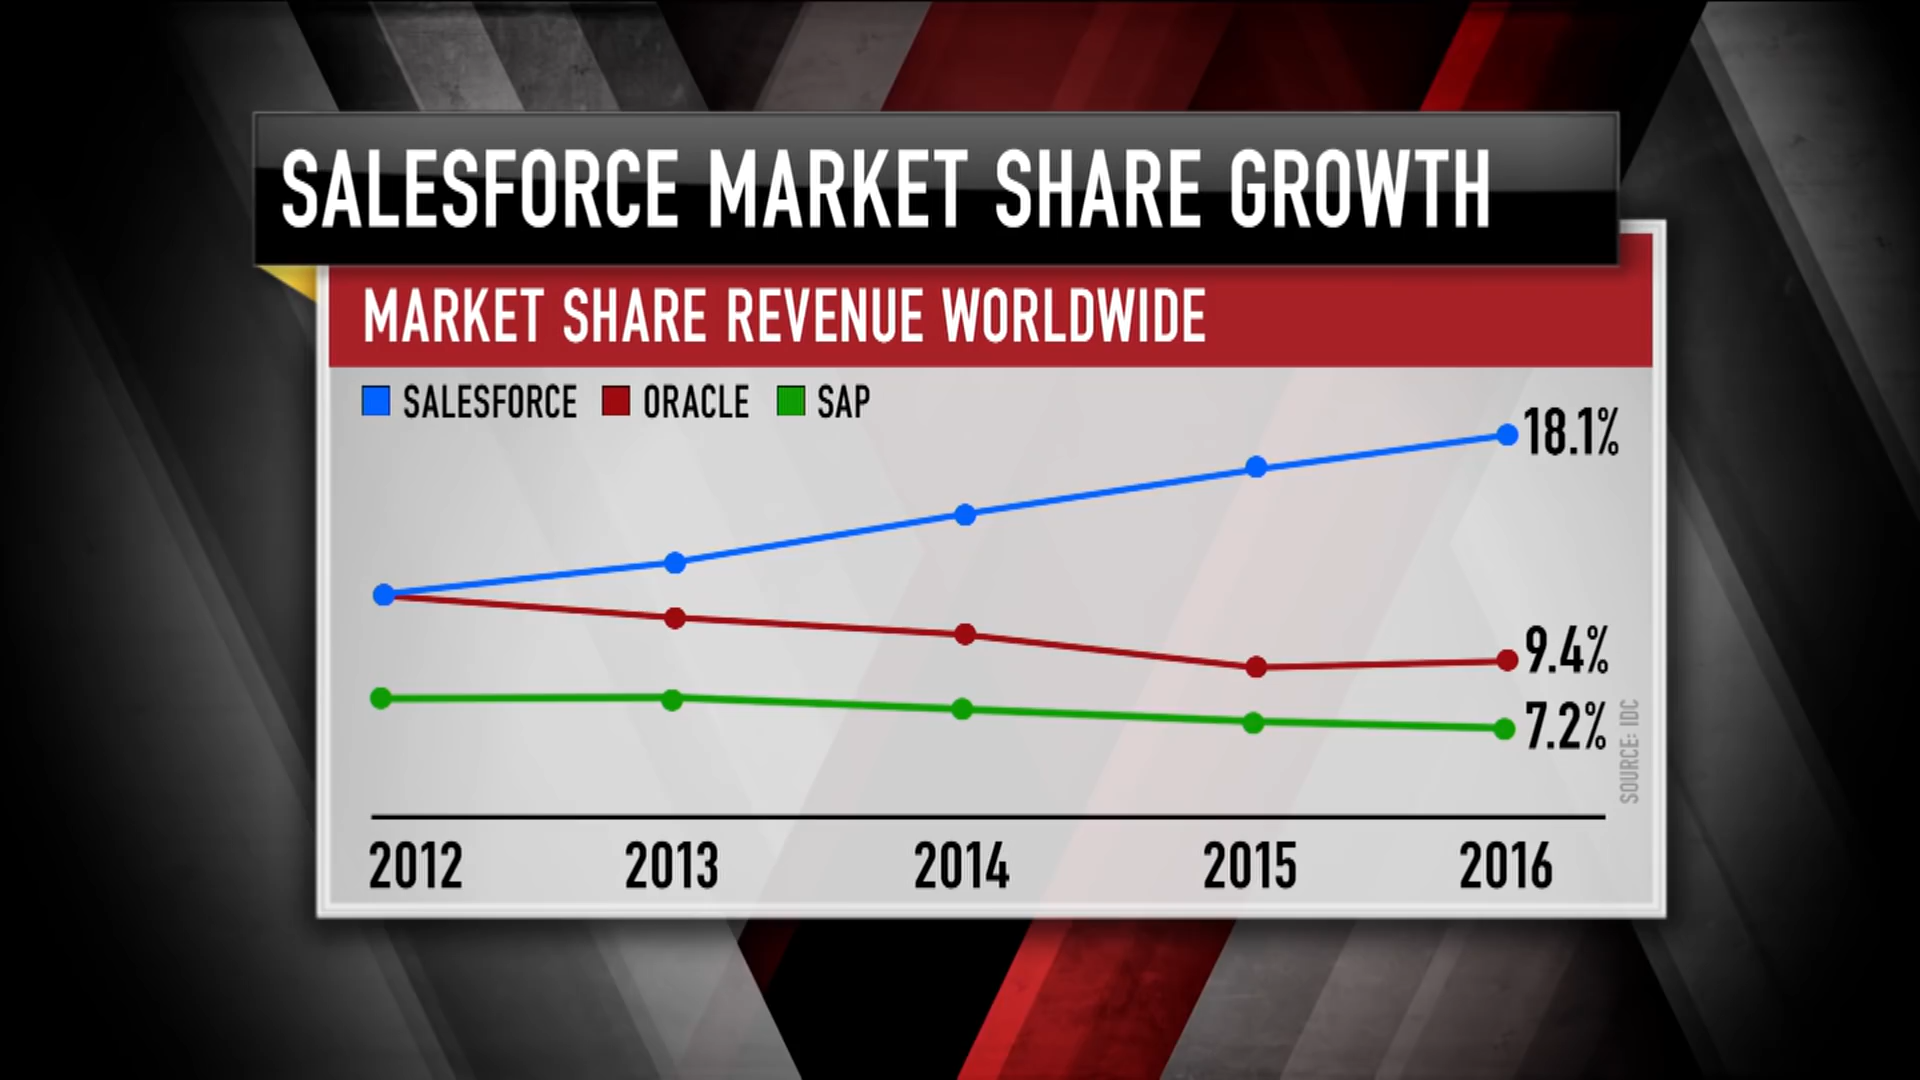 SALESFORCE MARKET SHARE GROWTH
MARKET SHARE REVENUE WORLDWIDE
SALESFORCE ORACLE SAP
18.1%
9.4%
7.2%
SOURCE: IDC
2012 2013 2014 2015 2016